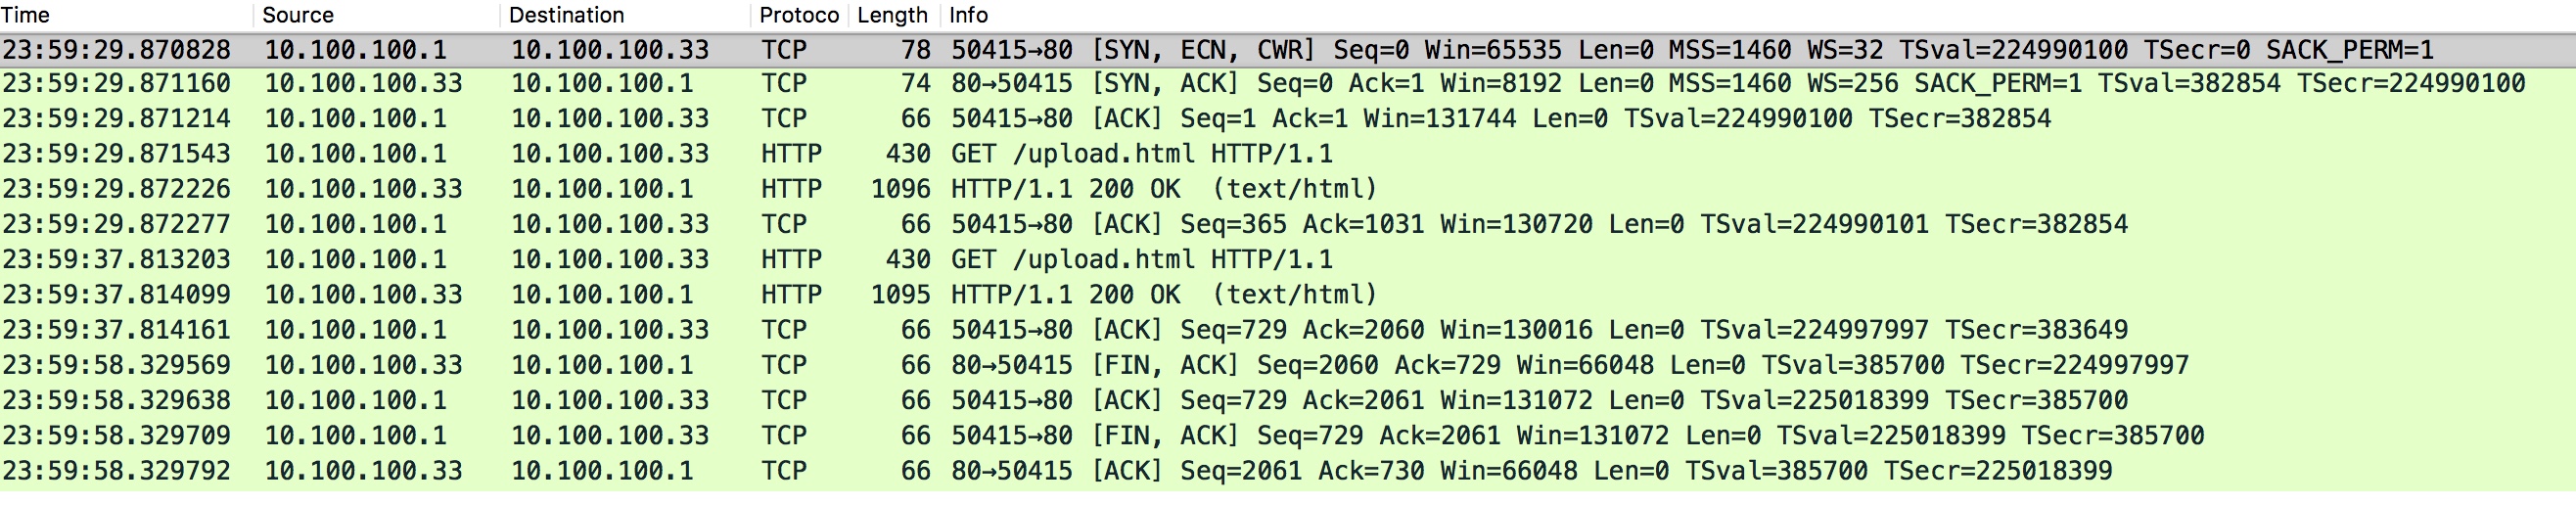 Time Source Destination Protoco Length Info
23:59:29.870828 10.100.100.1 10.100.100.33 TCP 78 50415→80 [SYN, ECN, CWR] Seq=0 Win=65535 Len=0 MSS=1460 WS=32 TSval=224990100 TSecr=0 SACK_PERM=1
23:59:29.871160 10.100.100.33 10.100.100.1 TCP 74 80→50415 [SYN, ACK] Seq=0 Ack=1 Win=8192 Len=0 MSS=1460 WS=256 SACK_PERM=1 TSval=382854 TSecr=224990100
23:59:29.871214 10.100.100.1 10.100.100.33 TCP 66 50415→80 [ACK] Seq=1 Ack=1 Win=131744 Len=0 TSval=224990100 TSecr=382854
23:59:29.871543 10.100.100.1 10.100.100.33 HTTP 430 GET /upload.html HTTP/1.1
23:59:29.872226 10.100.100.33 10.100.100.1 HTTP 1096 HTTP/1.1 200 OK (text/html)
23:59:29.872277 10.100.100.1 10.100.100.33 TCP 66 50415→80 [ACK] Seq=365 Ack=1031 Win=130720 Len=0 TSval=224990101 TSecr=382854
23:59:37.813203 10.100.100.1 10.100.100.33 HTTP 430 GET /upload.html HTTP/1.1
23:59:37.814099 10.100.100.33 10.100.100.1 HTTP 1095 HTTP/1.1 200 OK (text/html)
23:59:37.814161 10.100.100.1 10.100.100.33 TCP 66 50415→80 [ACK] Seq=729 Ack=2060 Win=130016 Len=0 TSval=224997997 TSecr=383649
23:59:58.329569 10.100.100.33 10.100.100.1 TCP 66 80→50415 [FIN, ACK] Seq=2060 Ack=729 Win=66048 Len=0 TSval=385700 TSecr=224997997
23:59:58.329638 10.100.100.1 10.100.100.33 TCP 66 50415→80 [ACK] Seq=729 Ack=2061 Win=131072 Len=0 TSval=225018399 TSecr=385700
23:59:58.329709 10.100.100.1 10.100.100.33 TCP 66 50415→80 [FIN, ACK] Seq=729 Ack=2061 Win=131072 Len=0 TSval=225018399 TSecr=385700
23:59:58.329792 10.100.100.33 10.100.100.1 TCP 66 80→50415 [ACK] Seq=2061 Ack=730 Win=66048 Len=0 TSval=385700 TSecr=225018399